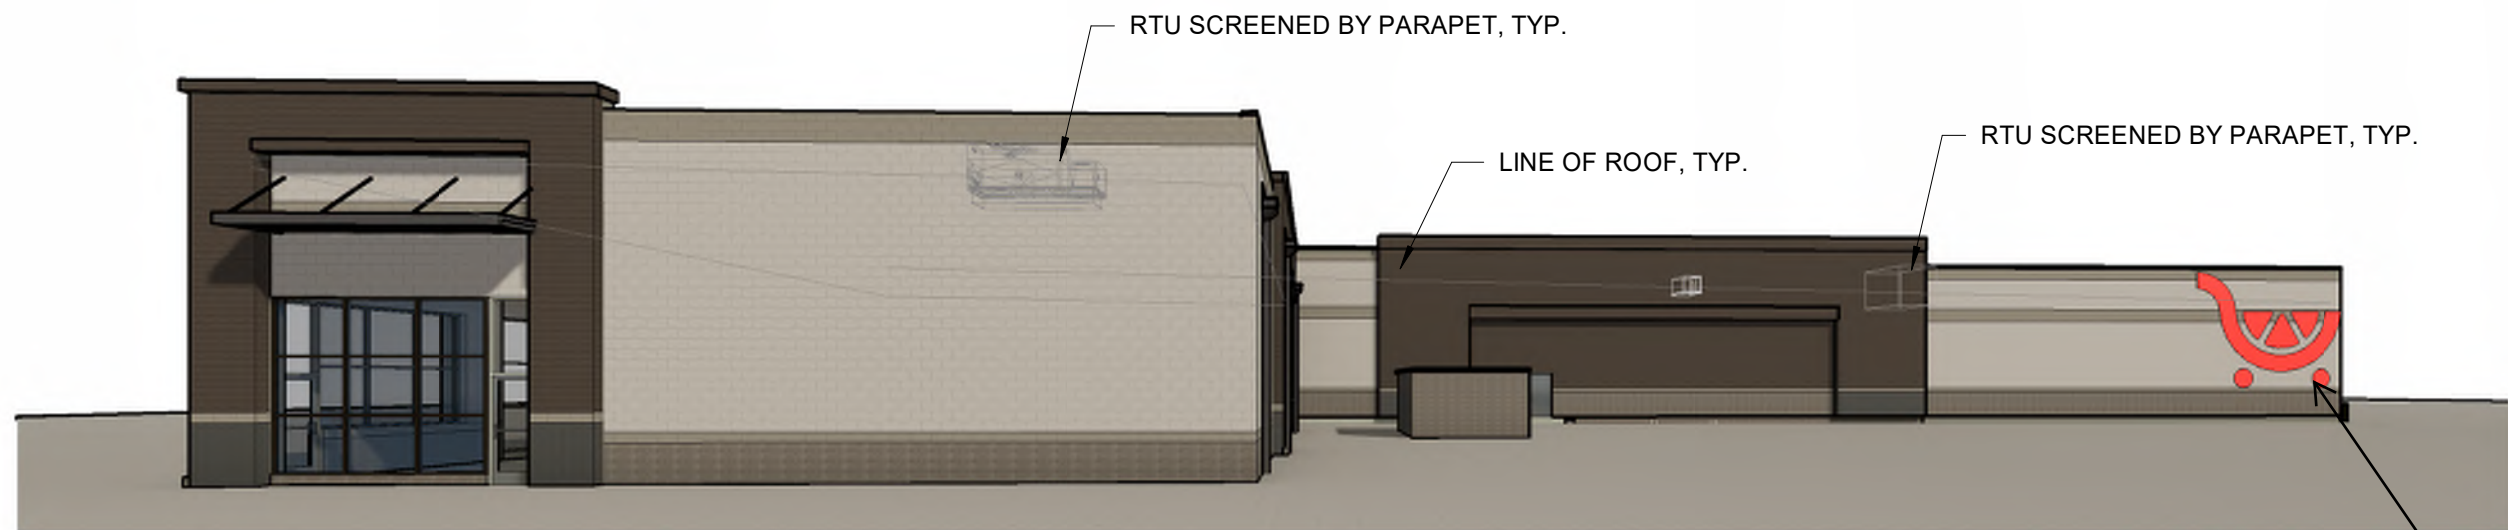 RTU SCREENED BY PARAPET, TYP.
RTU SCREENED BY PARAPET, TYP.
LINE OF ROOF, TYP.